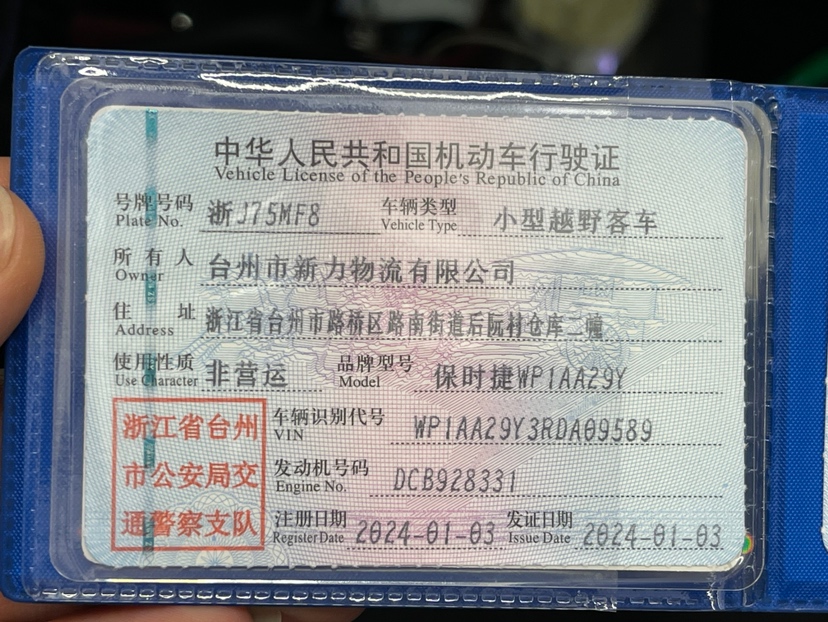 中华人民共和国机动车行驶证
Vehicle License of the People's Republic of China
号牌号码 浙J75MF8 车辆类型 小型越野客车
Plate No. Vehicle Type
所有人 台州市新力物流有限公司
Owner
住址 浙江省台州市路桥区路南街道后阮村仓库二幢
Address
使用性质 非营运 品牌型号 保时捷WP1AA29Y
Use Character Model
浙江省台州 车辆识别代号 WP1AA29Y3RDA09589
VIN
市公安局交 发动机号码 DCB928331
Engine No.
通警察支队 注册日期 2024-01-03 发证日期 2024-01-03
Register Date Issue Date